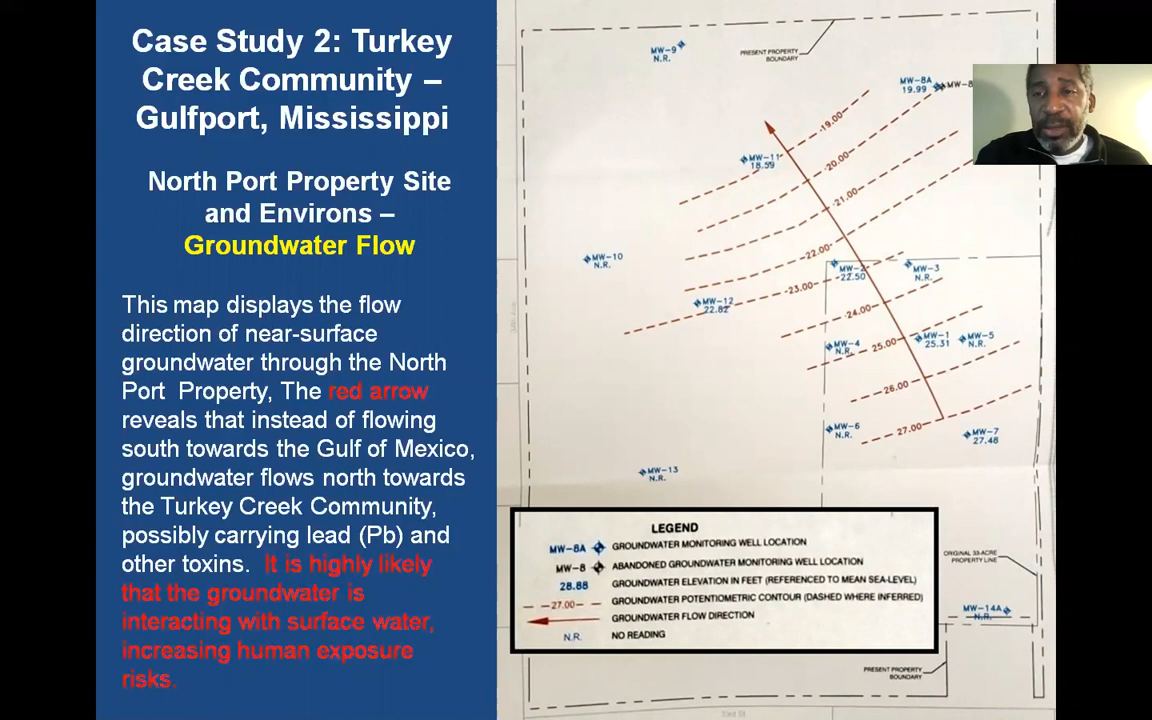 Case Study 2: Turkey
Creek Community –
Gulfport, Mississippi
North Port Property Site
and Environs –
Groundwater Flow
This map displays the flow
direction of near-surface
groundwater through the North
Port Property, The red arrow
reveals that instead of flowing
south towards the Gulf of Mexico,
groundwater flows north towards
the Turkey Creek Community,
possibly carrying lead (Pb) and
other toxins. It is highly likely
that the groundwater is
interacting with surface water,
increasing human exposure
risks.
MW-9
N.R.
PRESENT PROPERTY
BOUNDARY
MW-8A
19.99
MW-8
-19.00
MW-11
18.59
-20.00
-21.00
-22.00
MW-10
N.R.
MW-2
-22.50
MW-3
N.R.
-23.00
MW-12
22.82
-24.00
MW-4
N.R.
25.00
MW-1
25.31
MW-5
N.R.
-26.00
27.00
MW-6
N.R.
MW-7
27.48
MW-13
N.R.
LEGEND
MW-8A GROUNDWATER MONITORING WELL LOCATION
MW-8 ABANDONED GROUNDWATER MONITORING WELL LOCATION
28.88 GROUNDWATER ELEVATION IN FEET (REFERENCED TO MEAN SEA-LEVEL)
27.00 GROUNDWATER POTENTIOMETRIC CONTOUR (DASHED WHERE INFERRED)
GROUNDWATER FLOW DIRECTION
N.R. NO READING
ORIGINAL 33-ACRE
PROPERTY LINE
MW-14A
N.R.
PRESENT PROPERTY
BOUNDARY